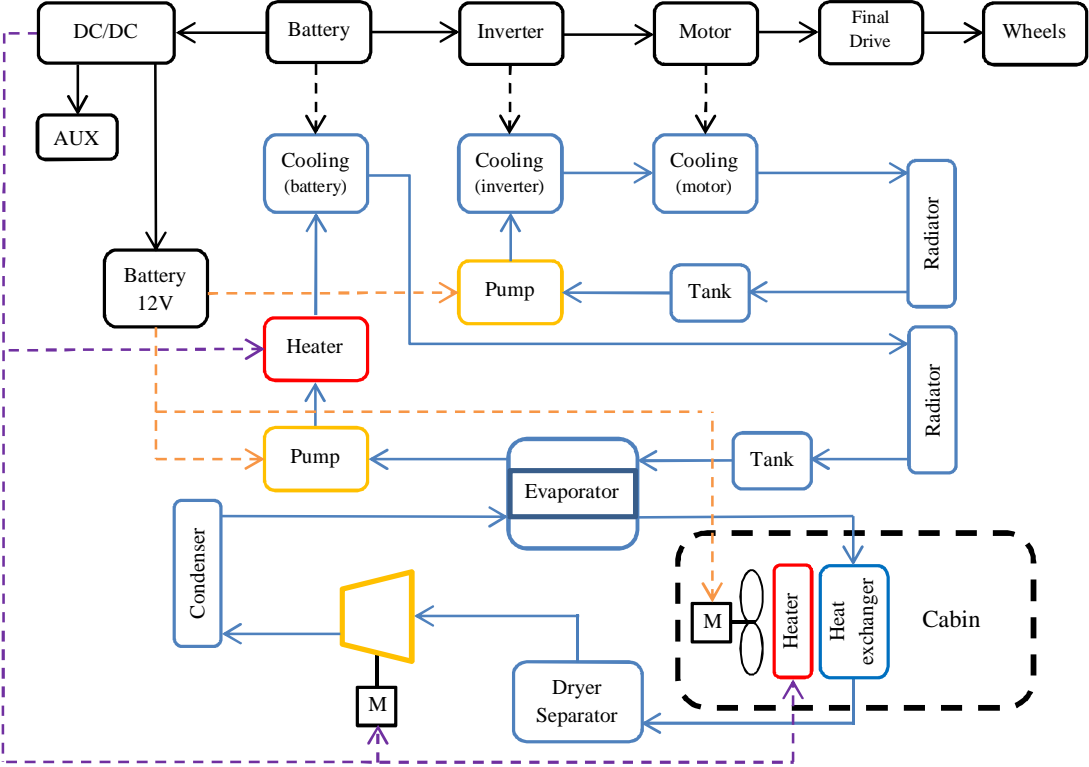 DC/DC
Battery
Inverter
Motor
Final
Drive
Wheels
AUX
Cooling
(battery)
Cooling
(inverter)
Cooling
(motor)
Radiator
Battery
12V
Pump
Tank
Heater
Radiator
Pump
Evaporator
Tank
Condenser
M
Heater
Heat
exchanger
Cabin
Dryer
Separator
M